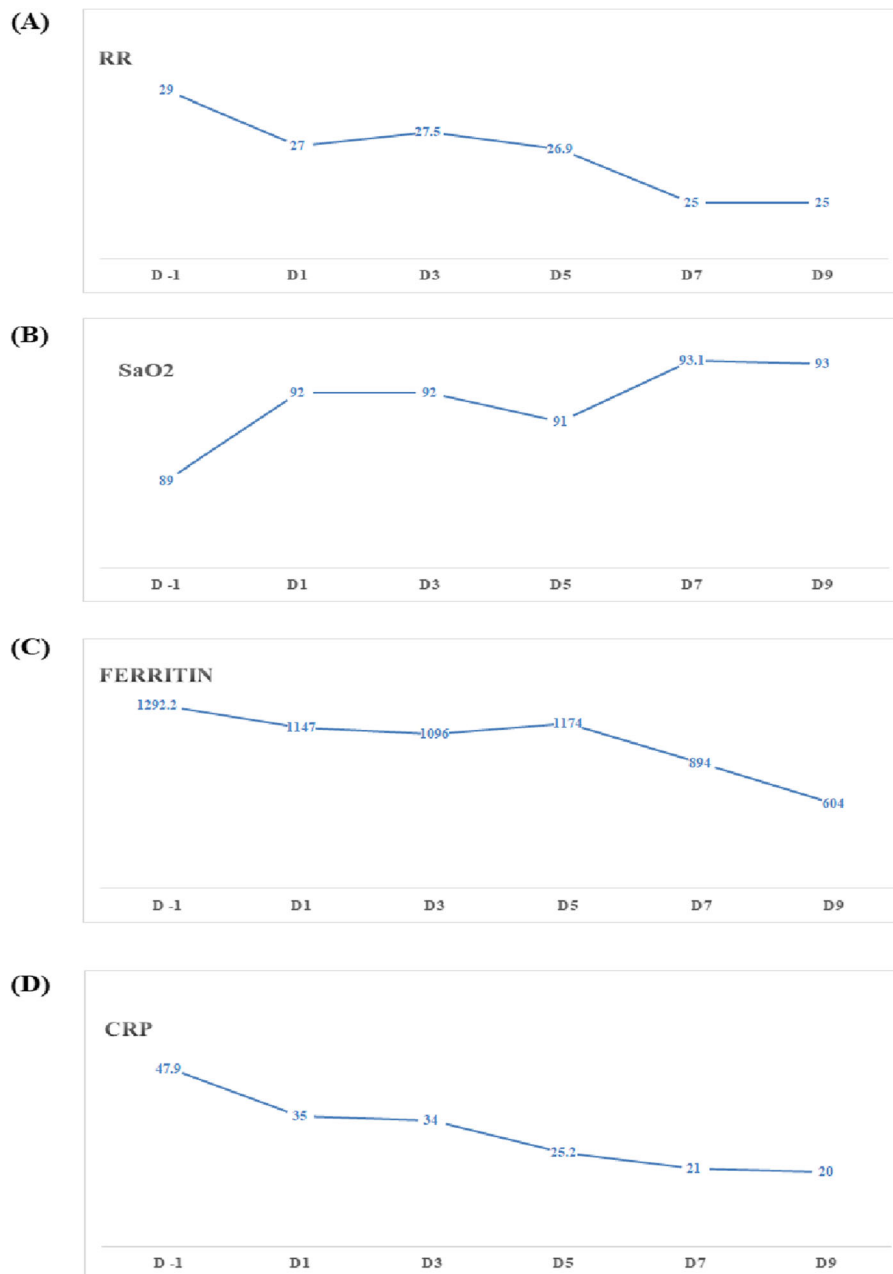 (A)
RR
29
27
27.5
26.9
25
25
D -1 D1 D3 D5 D7 D9
(B)
SaO2
89
92
92
91
93.1
93
D -1 D1 D3 D5 D7 D9
(C)
FERRITIN
1292.2
1147
1096
1174
894
604
D -1 D1 D3 D5 D7 D9
(D)
CRP
47.9
35
34
25.2
21
20
D -1 D1 D3 D5 D7 D9